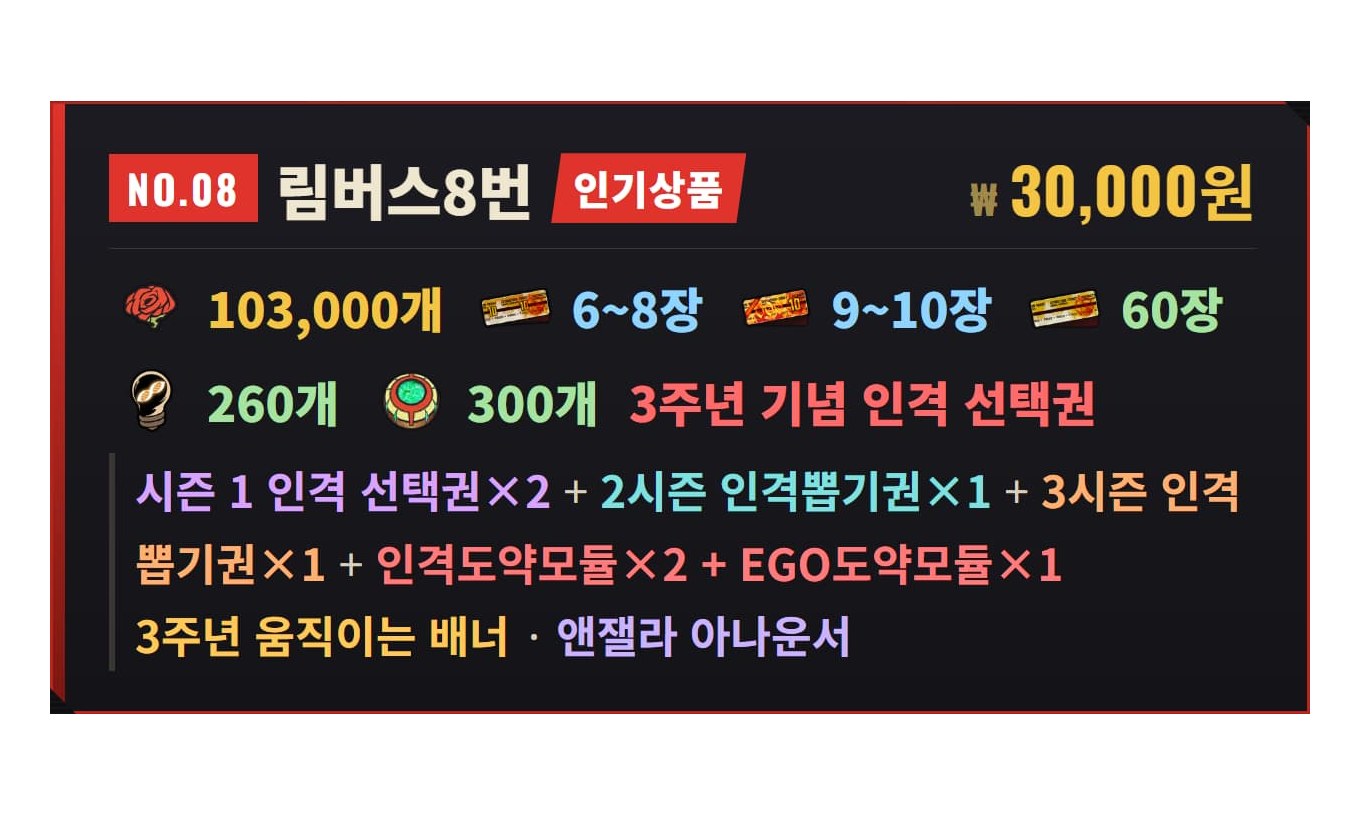 NO.08 림버스8번 인기상품 ₩ 30,000원
103,000개 6~8장 9~10장 60장
260개 300개 3주년 기념 인격 선택권
시즌 1 인격 선택권×2 + 2시즌 인격뽑기권×1 + 3시즌 인격
뽑기권×1 + 인격도약모듈×2 + EGO도약모듈×1
3주년 움직이는 배너 · 앤젤라 아나운서